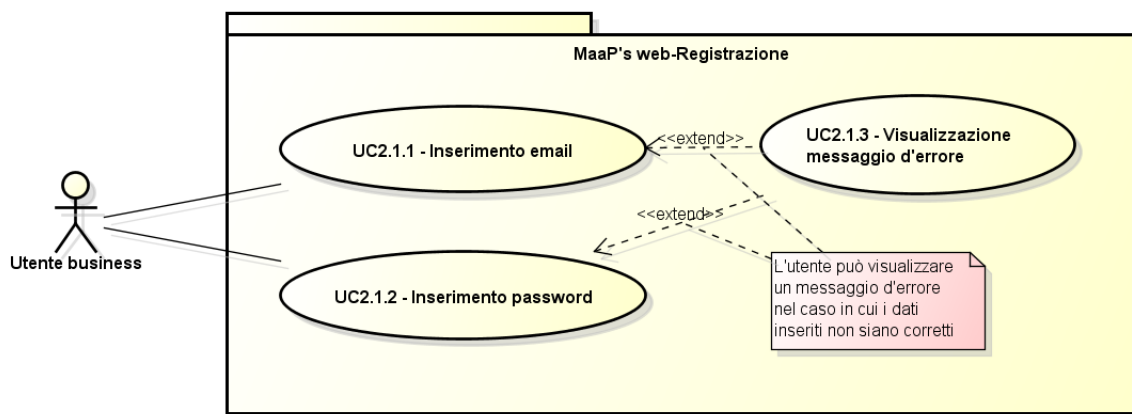 MaaP's web-Registrazione
UC2.1.1 - Inserimento email
<<extend>>
UC2.1.3 - Visualizzazione
messaggio d'errore
<<extend>>
Utente business
UC2.1.2 - Inserimento password
L'utente può visualizzare
un messaggio d'errore
nel caso in cui i dati
inseriti non siano corretti